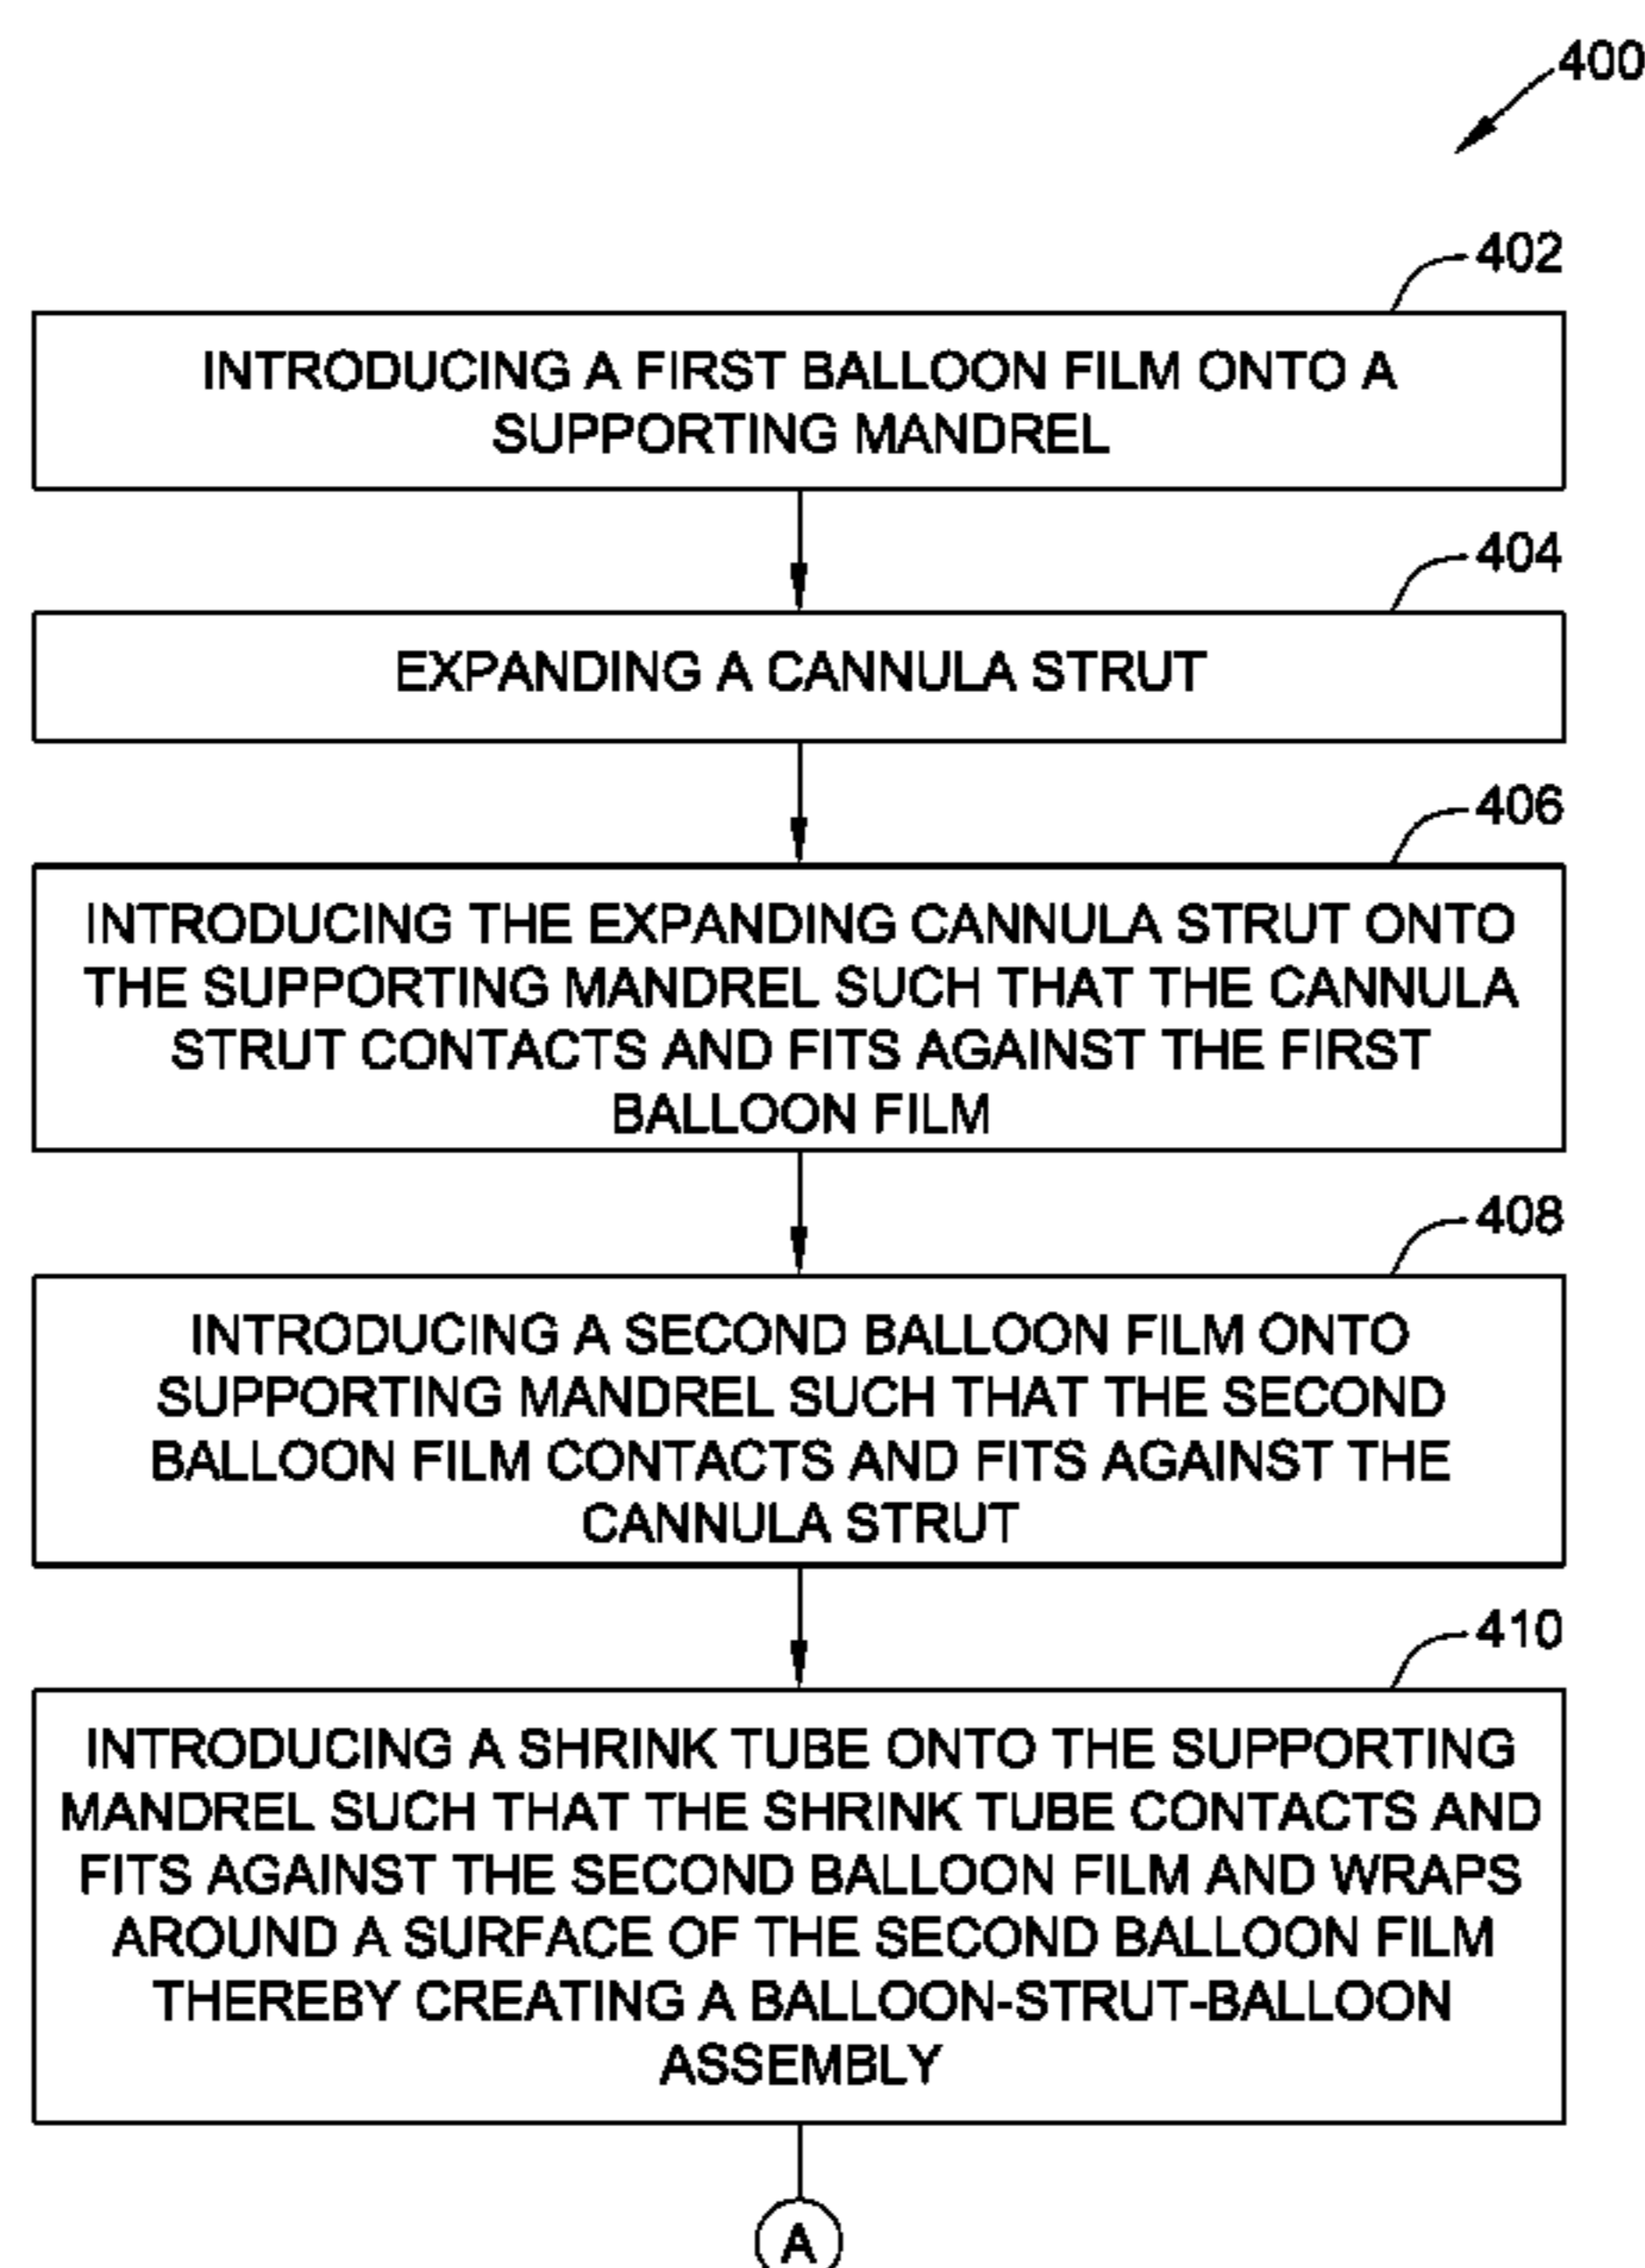 400
402
INTRODUCING A FIRST BALLOON FILM ONTO A
SUPPORTING MANDREL
404
EXPANDING A CANNULA STRUT
406
INTRODUCING THE EXPANDING CANNULA STRUT ONTO
THE SUPPORTING MANDREL SUCH THAT THE CANNULA
STRUT CONTACTS AND FITS AGAINST THE FIRST
BALLOON FILM
408
INTRODUCING A SECOND BALLOON FILM ONTO
SUPPORTING MANDREL SUCH THAT THE SECOND
BALLOON FILM CONTACTS AND FITS AGAINST THE
CANNULA STRUT
410
INTRODUCING A SHRINK TUBE ONTO THE SUPPORTING
MANDREL SUCH THAT THE SHRINK TUBE CONTACTS AND
FITS AGAINST THE SECOND BALLOON FILM AND WRAPS
AROUND A SURFACE OF THE SECOND BALLOON FILM
THEREBY CREATING A BALLOON-STRUT-BALLOON
ASSEMBLY
A